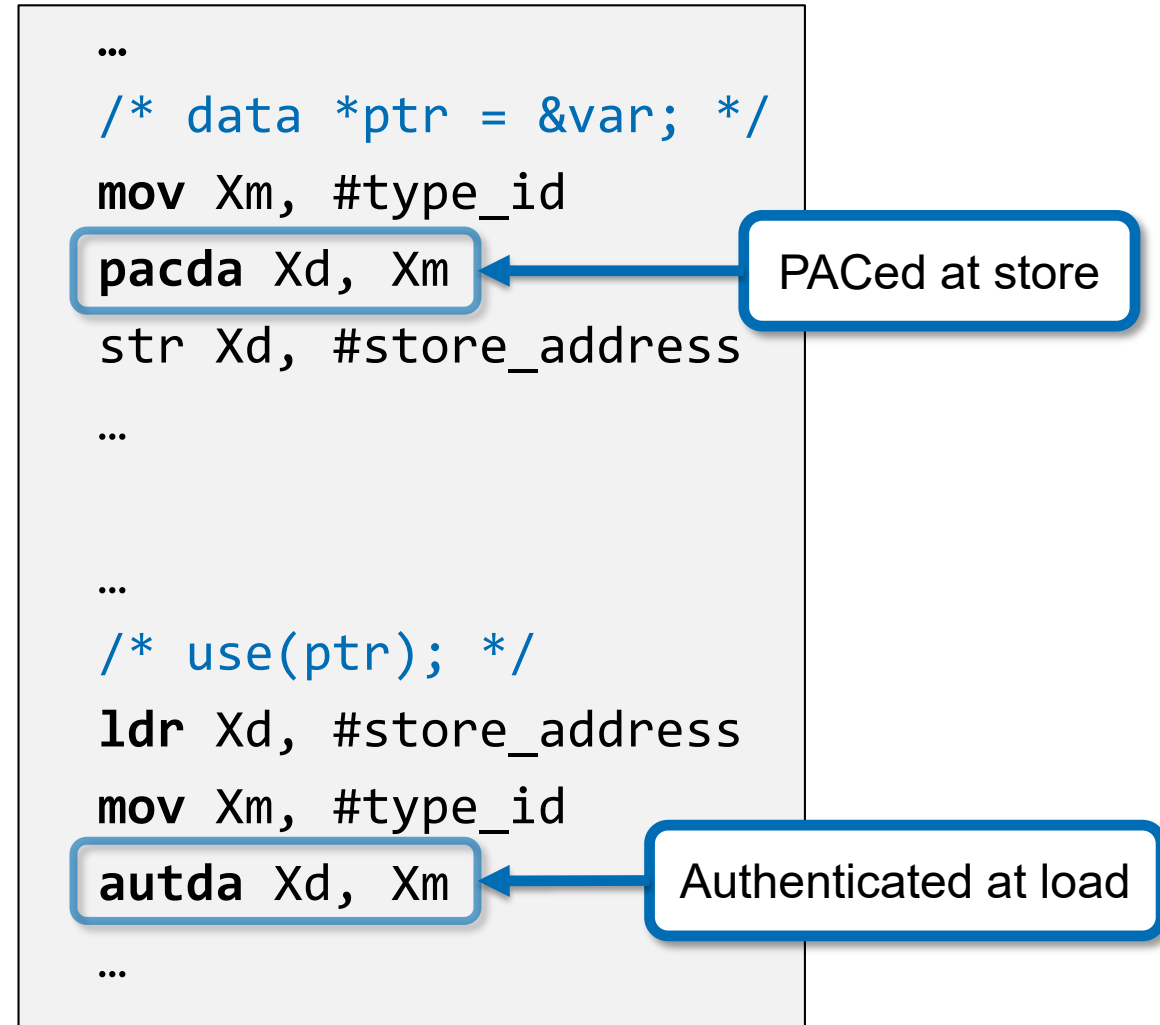 …
/* data *ptr = &var; */
mov Xm, #type_id
pacda Xd, Xm
PACed at store
str Xd, #store_address
…
…
/* use(ptr); */
ldr Xd, #store_address
mov Xm, #type_id
autda Xd, Xm
Authenticated at load
…